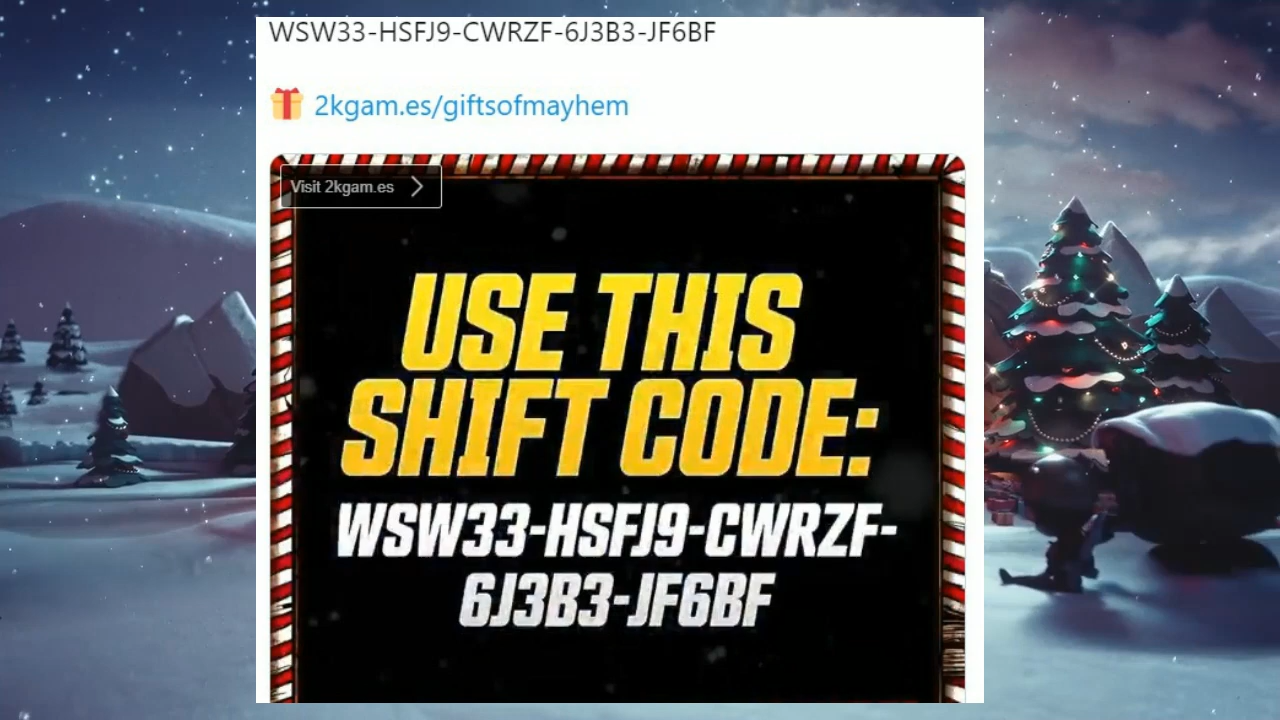 WSW33-HSFJ9-CWRZF-6J3B3-JF6BF
2kgam.es/giftsofmayhem
Visit 2kgam.es
USE THIS
SHIFT CODE:
WSW33-HSFJ9-CWRZF-
6J3B3-JF6BF